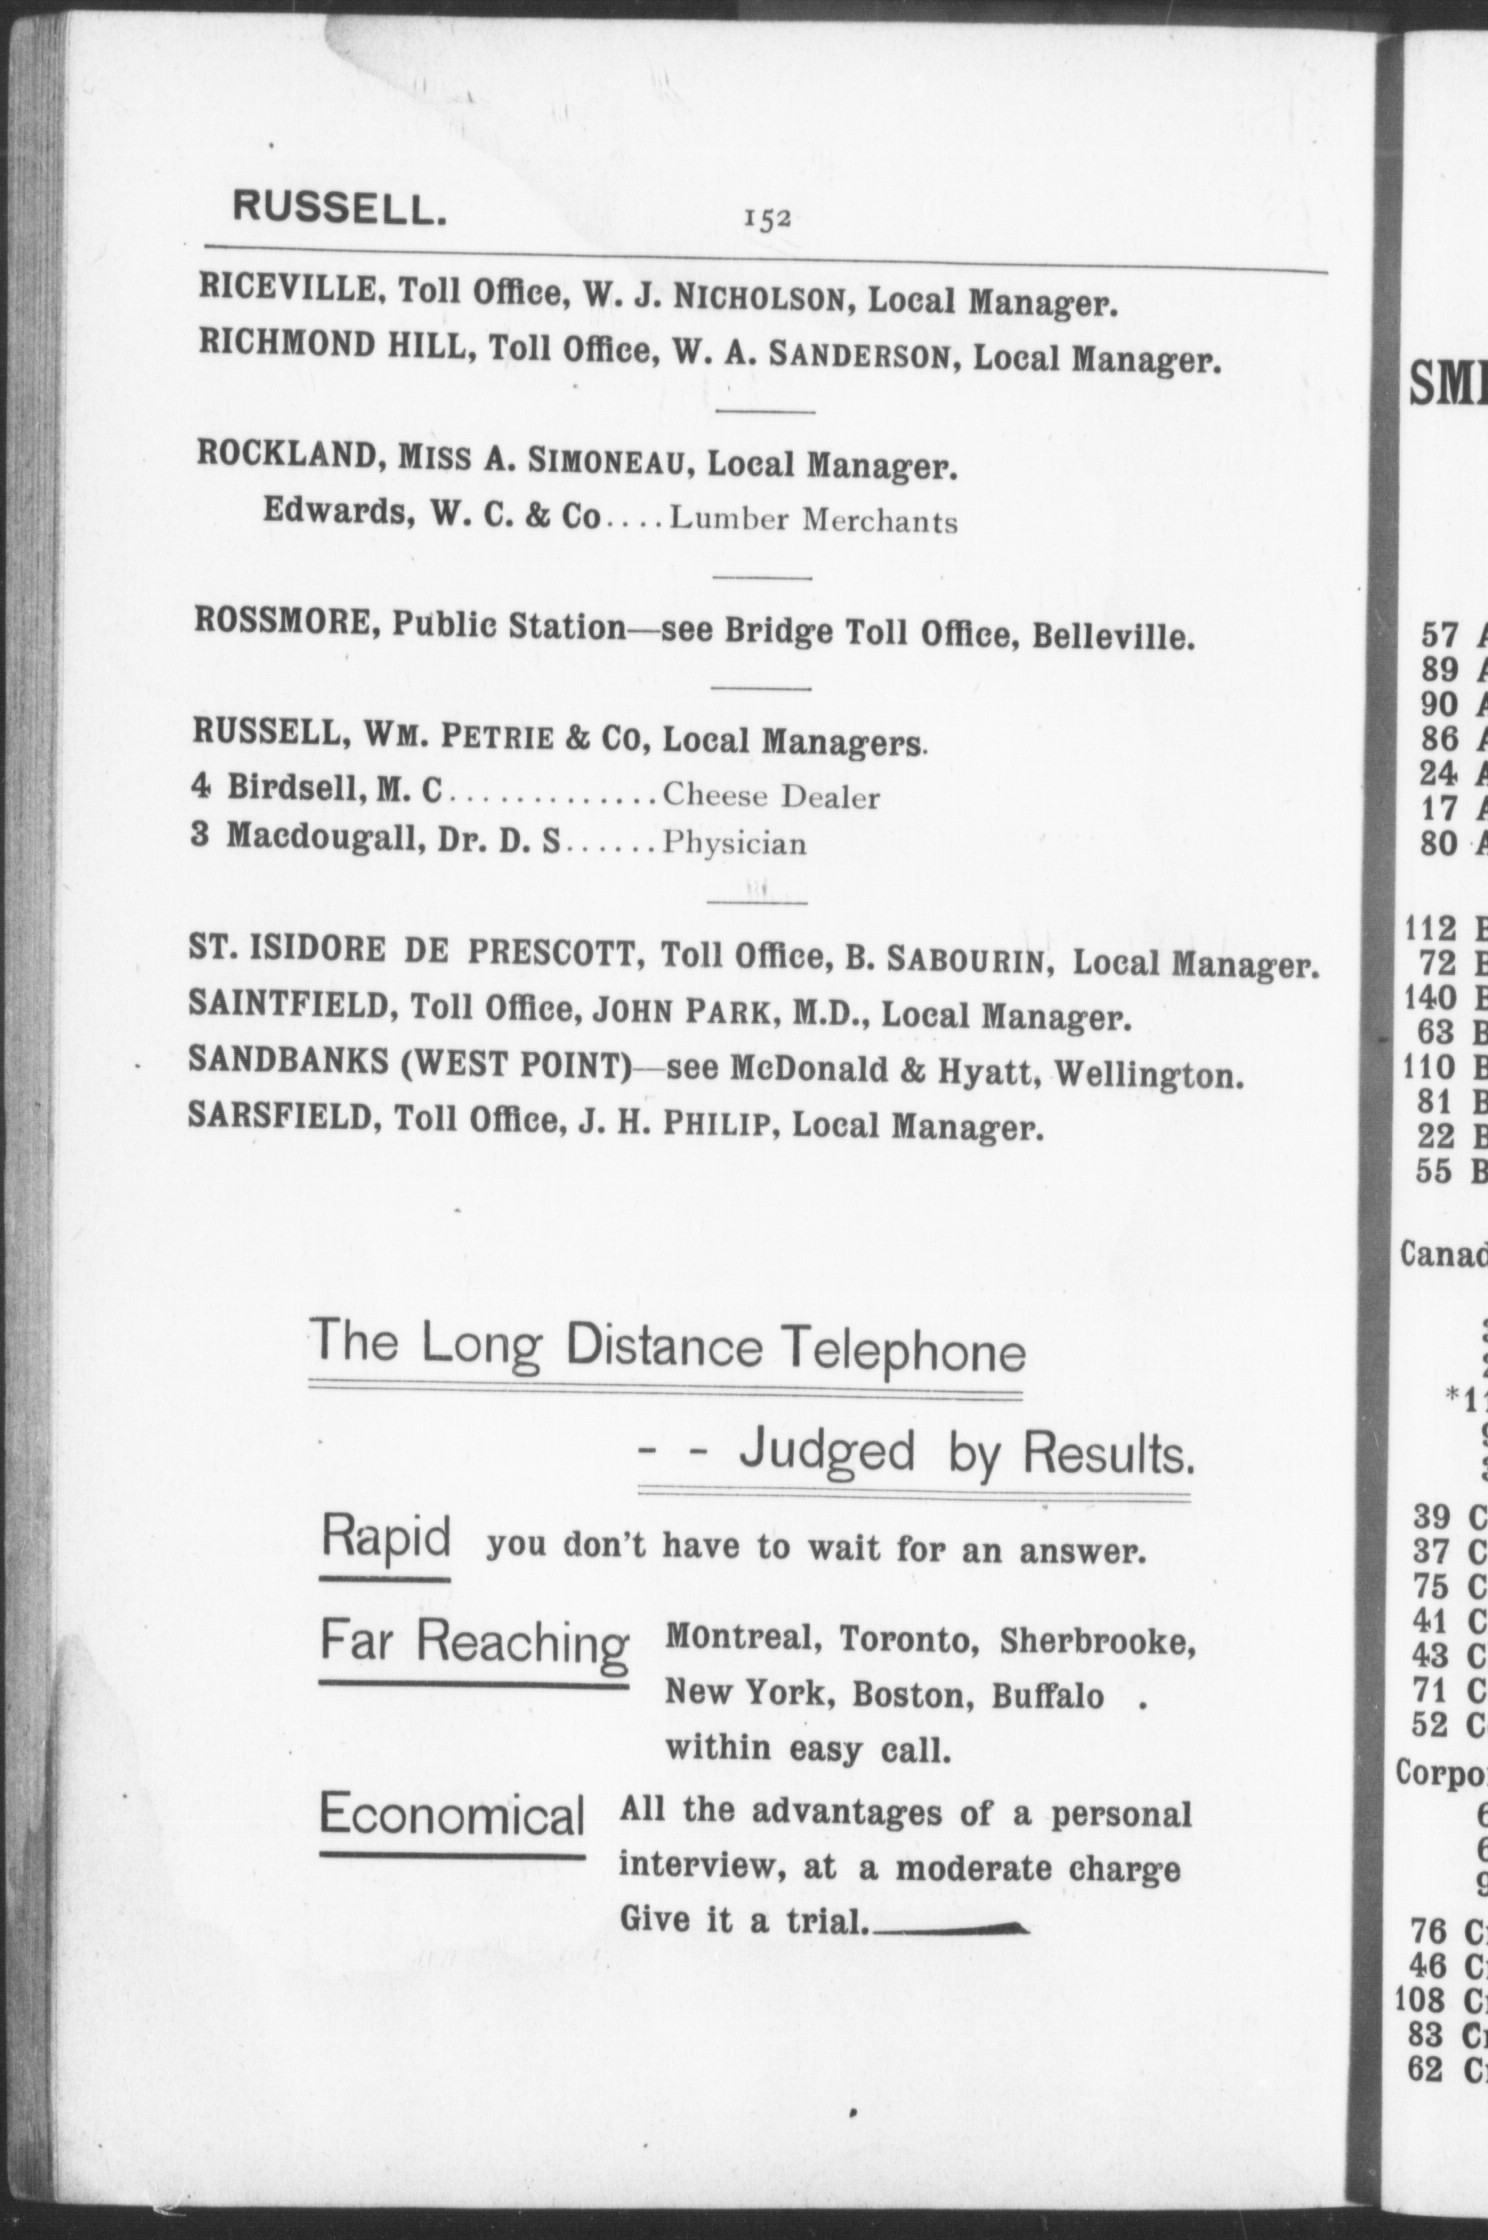 RUSSELL.
152
RICEVILLE, Toll Office, W. J. NICHOLSON, Local Manager.
RICHMOND HILL, Toll Office, W. A. SANDERSON, Local Manager.
ROCKLAND, MISS A. SIMONEAU, Local Manager.
Edwards, W. C. & Co....Lumber Merchants
ROSSMORE, Public Station—see Bridge Toll Office, Belleville.
RUSSELL, WM. PETRIE & CO, Local Managers.
4 Birdsell, M. C.............Cheese Dealer
3 Macdougall, Dr. D. S......Physician
ST. ISIDORE DE PRESCOTT, Toll Office, B. SABOURIN, Local Manager.
SAINTFIELD, Toll Office, JOHN PARK, M.D., Local Manager.
SANDBANKS (WEST POINT)—see McDonald & Hyatt, Wellington.
SARSFIELD, Toll Office, J. H. PHILIP, Local Manager.
The Long Distance Telephone
- - Judged by Results.
Rapid you don't have to wait for an answer.
Far Reaching Montreal, Toronto, Sherbrooke,
New York, Boston, Buffalo .
within easy call.
Economical All the advantages of a personal
interview, at a moderate charge
Give it a trial.
57
89
90
86
24
17
80
112
72
140
63
110
81
22
55
39
37
75
41
43
71
52
76
46
108
83
62